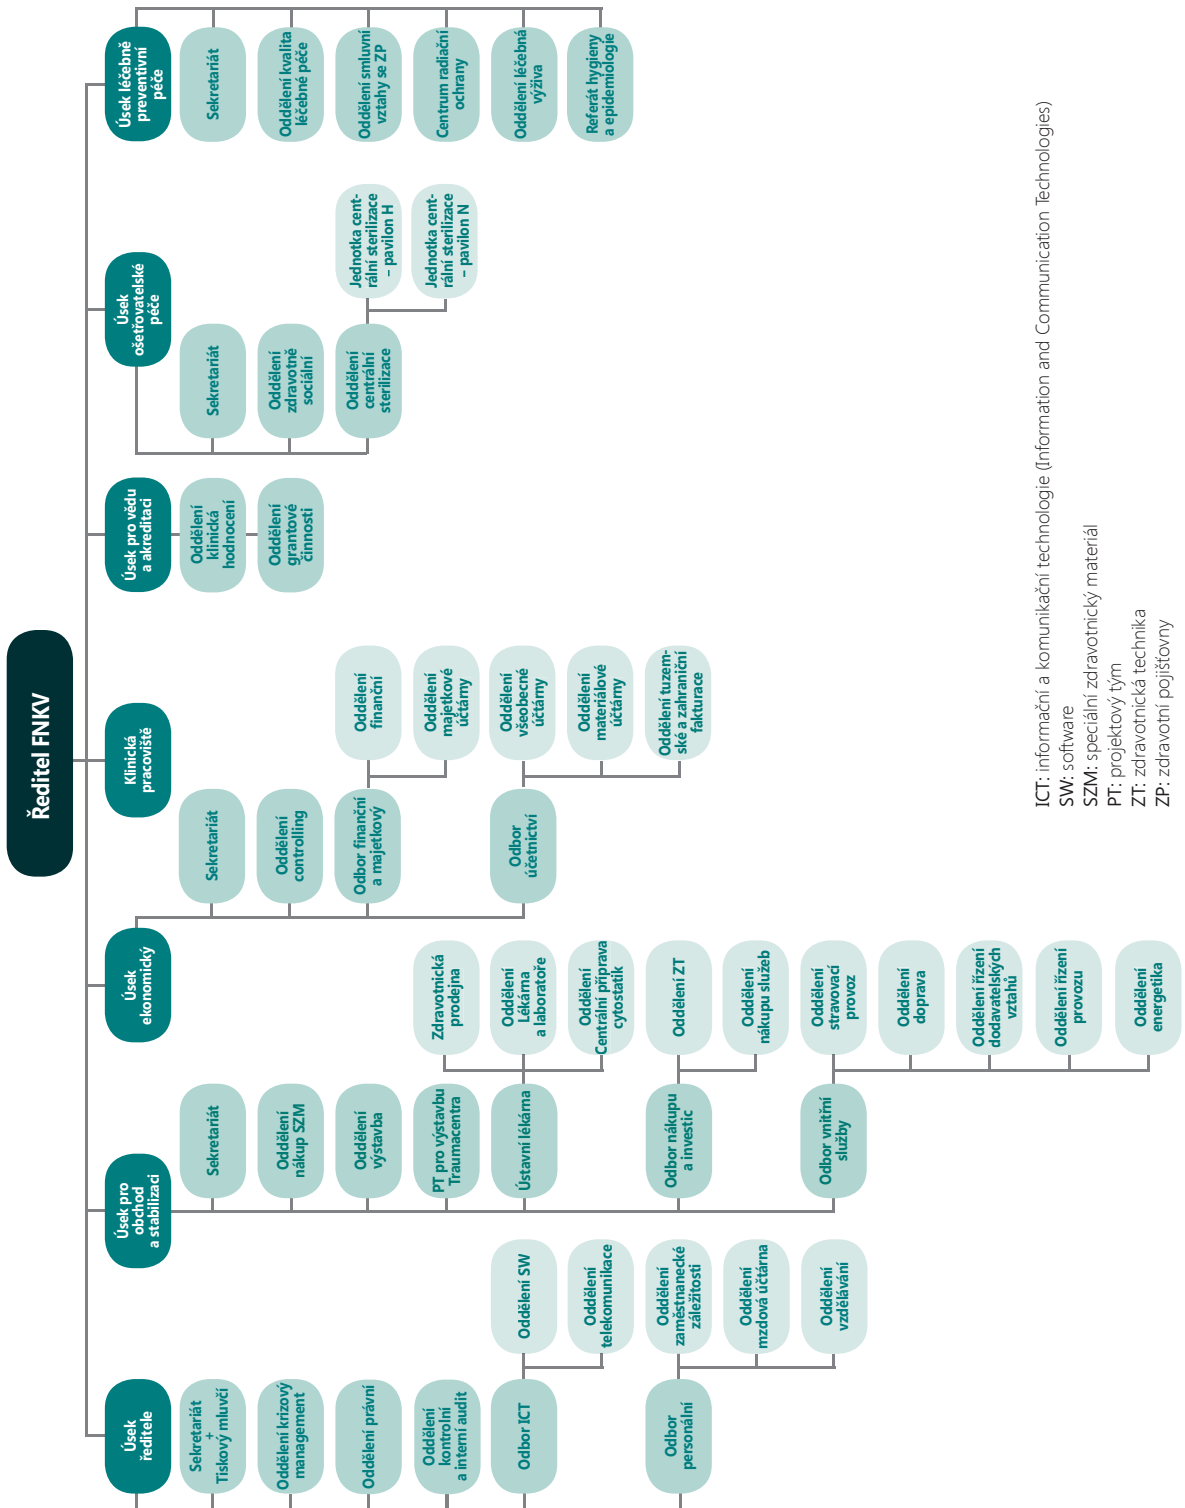 Ředitel FNKV
Úsek
ředitele
Sekretariát
+
Tiskový mluvčí
Oddělení krizový
management
Oddělení právní
Oddělení
kontrolní
a interní audit
Odbor ICT
Oddělení SW
Oddělení
telekomunikace
Odbor
personální
Oddělení
zaměstnanecké
záležitosti
Oddělení
mzdová účtárna
Oddělení
vzdělávání
Úsek pro
obchod
a stabilizaci
Sekretariát
Oddělení
nákup SZM
Oddělení
výstavba
PT pro výstavbu
Traumacentra
Ústavní lékárna
Zdravotnická
prodejna
Oddělení
Lékárna
a laboratoře
Oddělení
Centrální příprava
cytostatik
Odbor nákupu
a investic
Oddělení ZT
Oddělení
nákupu služeb
Odbor vnitřní
služby
Oddělení
stravovací
provoz
Oddělení
doprava
Oddělení řízení
dodavatelských
vztahů
Oddělení řízení
provozu
Oddělení
energetika
Úsek
ekonomický
Sekretariát
Oddělení
controlling
Odbor finanční
a majetkový
Oddělení
finanční
Oddělení
majetkové
účtárny
Odbor
účetnictví
Oddělení
všeobecné
účtárny
Oddělení
materiálové
účtárny
Oddělení tuzem-
ské a zahraniční
fakturace
Klinická
pracoviště
Úsek pro vědu
a akreditaci
Oddělení
klinická
hodnocení
Oddělení
grantové
činnosti
Úsek
ošetřovatelské
péče
Sekretariát
Oddělení
zdravotně
sociální
Oddělení
centrální
sterilizace
Jednotka cent-
rální sterilizace
– pavilon H
Jednotka cent-
rální sterilizace
– pavilon N
Úsek léčebně
preventivní
péče
Sekretariát
Oddělení kvalita
léčebné péče
Oddělení smluvní
vztahy se ZP
Centrum radiační
ochrany
Oddělení léčebná
výživa
Referát hygieny
a epidemiologie
ICT: informační a komunikační technologie (Information and Communication Technologies)
SW: software
SZM: speciální zdravotnický materiál
PT: projektový tým
ZT: zdravotnická technika
ZP: zdravotní pojišťovny